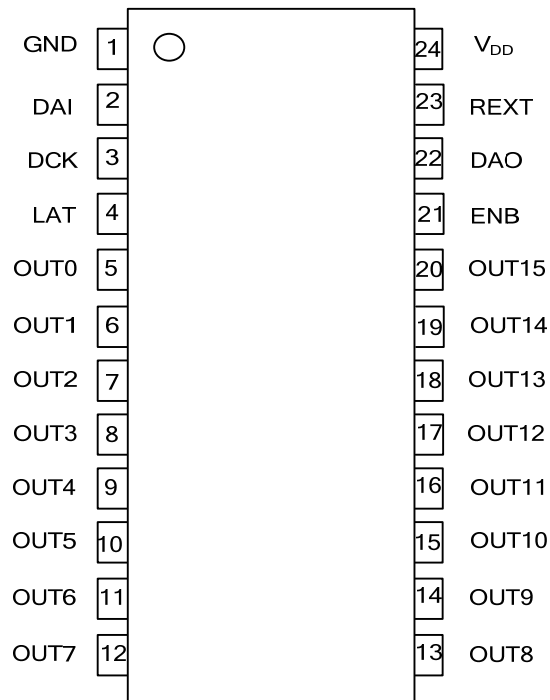 GND 1 24 VDD
DAI 2 23 REXT
DCK 3 22 DAO
LAT 4 21 ENB
OUT0 5 20 OUT15
OUT1 6 19 OUT14
OUT2 7 18 OUT13
OUT3 8 17 OUT12
OUT4 9 16 OUT11
OUT5 10 15 OUT10
OUT6 11 14 OUT9
OUT7 12 13 OUT8